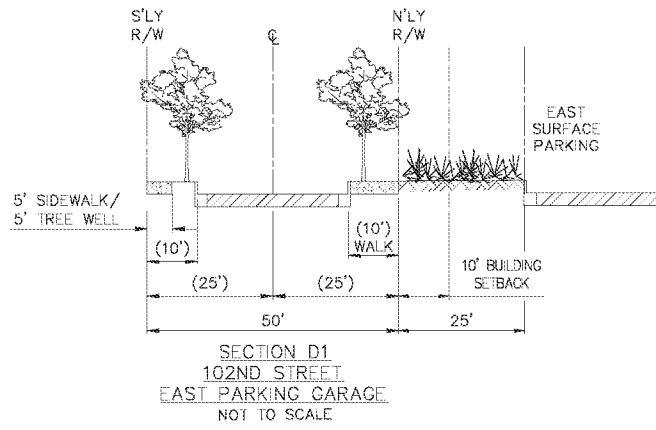 S'LY
R/W
℄
N'LY
R/W
EAST
SURFACE
PARKING
5' SIDEWALK/
5' TREE WELL
(10')
(10')
WALK
(25')
(25')
10' BUILDING
SETBACK
50'
25'
SECTION D1
102ND STREET
EAST PARKING GARAGE
NOT TO SCALE